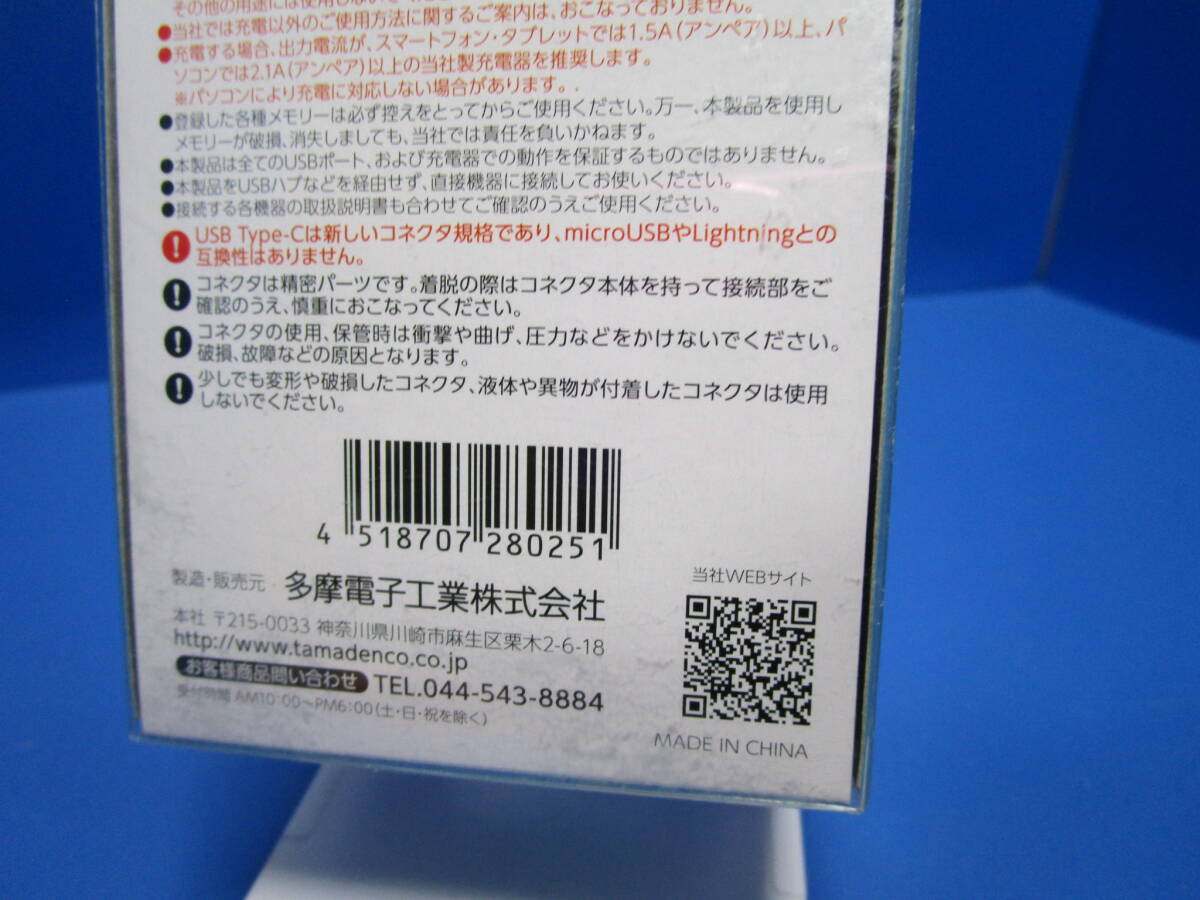 その他の用途には使用しないで
●当社では充電以外のご使用方法に関するご案内は、おこなっておりません。
●充電する場合、出力電流が、スマートフォン・タブレットでは1.5A(アンペア)以上、パ
ソコンでは2.1A(アンペア)以上の当社製充電器を推奨します。
※パソコンにより充電に対応しない場合があります。
●登録した各種メモリーは必ず控えをとってからご使用ください。万一、本製品を使用し
メモリーが破損、消失しましても、当社では責任を負いかねます。
●本製品は全てのUSBポート、および充電器での動作を保証するものではありません。
●本製品をUSBハブなどを経由せず、直接機器に接続してお使いください。
●接続する各機器の取扱説明書も合わせてご確認のうえご使用ください。
! USB Type-Cは新しいコネクタ規格であり、microUSBやLightningとの
互換性はありません。
! コネクタは精密パーツです。着脱の際はコネクタ本体を持って接続部をご
確認のうえ、慎重におこなってください。
! コネクタの使用、保管時は衝撃や曲げ、圧力などをかけないでください。
破損、故障などの原因となります。
! 少しでも変形や破損したコネクタ、液体や異物が付着したコネクタは使用
しないでください。
4 518707 280251
製造・販売元 多摩電子工業株式会社
本社 〒215-0033 神奈川県川崎市麻生区栗木2-6-18
http://www.tamadenco.co.jp
お客様商品問い合わせ TEL.044-543-8884
受付時間 AM10:00〜PM6:00(土・日・祝を除く)
当社WEBサイト
MADE IN CHINA